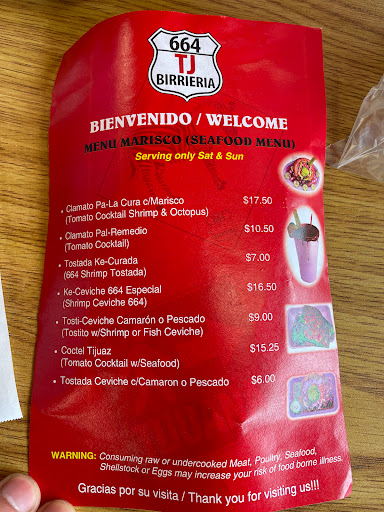 664
TJ
BIRRIERIA
BIENVENIDO / WELCOME
MENU MARISCO (SEAFOOD MENU)
Serving only Sat & Sun
• Clamato Pa-La Cura c/Marisco $17.50
(Tomato Cocktail Shrimp & Octopus)
• Clamato Pal-Remedio $10.50
(Tomato Cocktail)
• Tostada Ke-Curada $7.00
(664 Shrimp Tostada)
• Ke-Ceviche 664 Especial $16.50
(Shrimp Ceviche 664)
• Tosti-Ceviche Camarón o Pescado $9.00
(Tostito w/Shrimp or Fish Ceviche)
• Coctel Tijuaz $15.25
(Tomato Cocktail w/Seafood)
• Tostada Ceviche c/Camaron o Pescado $6.00
WARNING: Consuming raw or undercooked Meat, Poultry, Seafood,
Shellstock or Eggs may increase your risk of food borne illness.
Gracias por su visita / Thank you for visiting us!!!